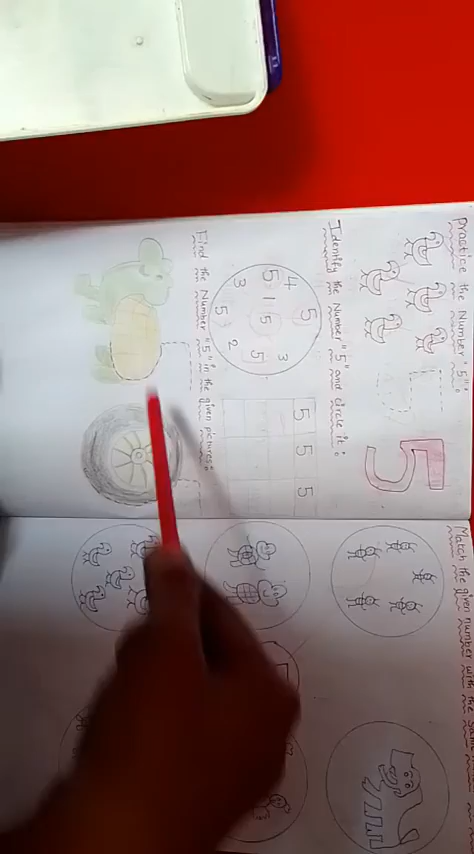 Practice the Number "5":
5
Identify the Number "5" and circle it:
4 5
5 1 3
3 5
5 2 5
5 5 5
Find the Number "5" in the given pictures:
Match the given number with the same